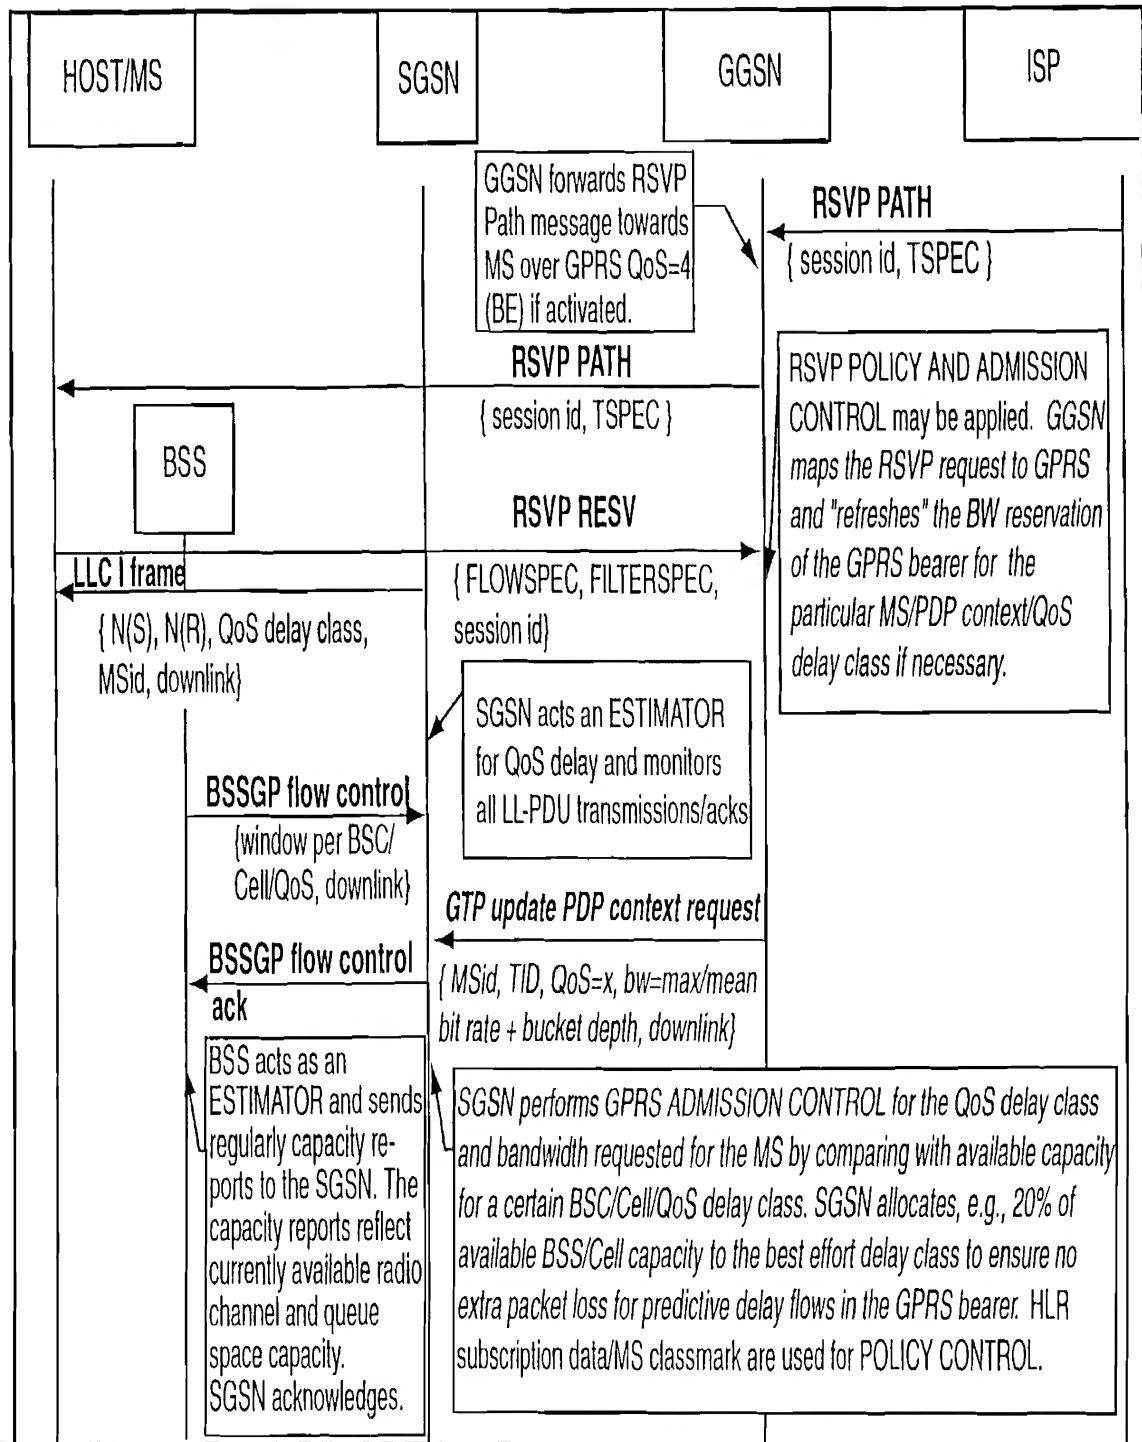 HOST/MS
SGSN
GGSN
ISP
GGSN forwards RSVP
Path message towards
MS over GPRS QoS=4
(BE) if activated.
RSVP PATH
{ session id, TSPEC }
RSVP PATH
{ session id, TSPEC }
RSVP POLICY AND ADMISSION
CONTROL may be applied. GGSN
maps the RSVP request to GPRS
and "refreshes" the BW reservation
of the GPRS bearer for the
particular MS/PDP context/QoS
delay class if necessary.
BSS
RSVP RESV
{ FLOWSPEC, FILTERSPEC,
session id}
LLC I frame
{ N(S), N(R), QoS delay class,
MSid, downlink}
SGSN acts an ESTIMATOR
for QoS delay and monitors
all LL-PDU transmissions/acks
BSSGP flow control
{window per BSC/
Cell/QoS, downlink}
GTP update PDP context request
{ MSid, TID, QoS=x, bw=max/mean
bit rate + bucket depth, downlink}
BSSGP flow control
ack
BSS acts as an
ESTIMATOR and sends
regularly capacity re-
ports to the SGSN. The
capacity reports reflect
currently available radio
channel and queue
space capacity.
SGSN acknowledges.
SGSN performs GPRS ADMISSION CONTROL for the QoS delay class
and bandwidth requested for the MS by comparing with available capacity
for a certain BSC/Cell/QoS delay class. SGSN allocates, e.g., 20% of
available BSS/Cell capacity to the best effort delay class to ensure no
extra packet loss for predictive delay flows in the GPRS bearer. HLR
subscription data/MS classmark are used for POLICY CONTROL.